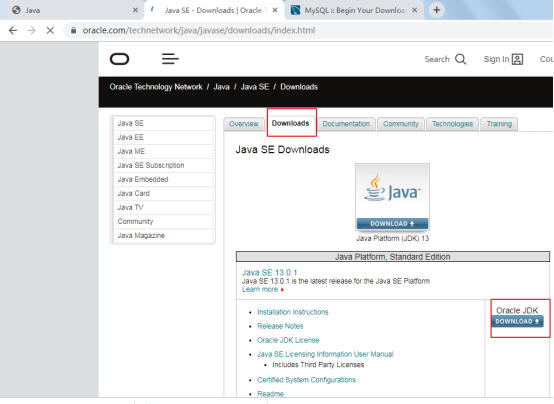 Java
Java SE - Downloads | Oracle T
MySQL :: Begin Your Downloa
oracle.com/technetwork/java/javase/downloads/index.html
Search
Sign In
Cou
Oracle Technology Network / Java / Java SE / Downloads
Java SE
Java EE
Java ME
Java SE Subscription
Java Embedded
Java Card
Java TV
Community
Java Magazine
Overview Downloads Documentation Community Technologies Training
Java SE Downloads
Java™
DOWNLOAD
Java Platform (JDK) 13
Java Platform, Standard Edition
Java SE 13.0.1
Java SE 13.0.1 is the latest release for the Java SE Platform
Learn more
Installation Instructions
Release Notes
Oracle JDK License
Java SE Licensing Information User Manual
Includes Third Party Licenses
Certified System Configurations
Readme
Oracle JDK
DOWNLOAD